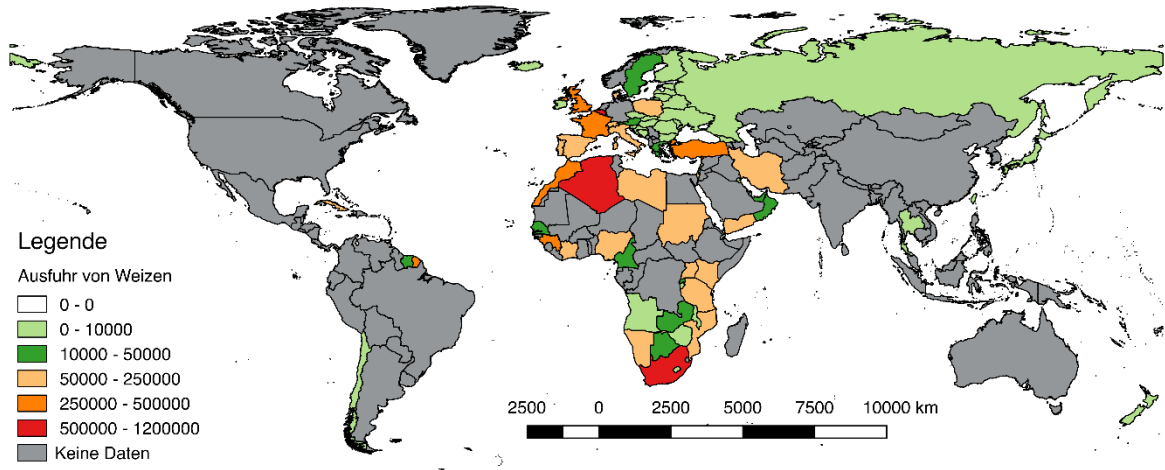 Legende
Ausfuhr von Weizen
0 - 0
0 - 10000
10000 - 50000
50000 - 250000
250000 - 500000
500000 - 1200000
Keine Daten
2500 0 2500 5000 7500 10000 km